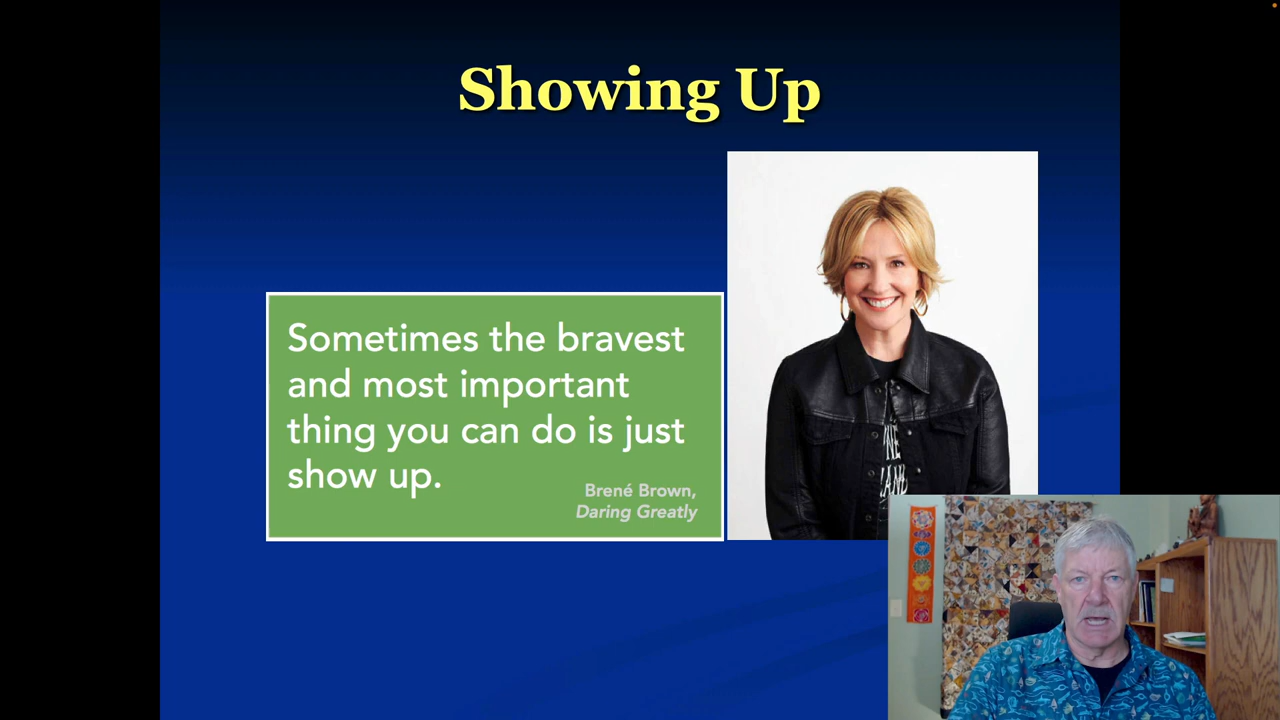 Showing Up
Sometimes the bravest
and most important
thing you can do is just
show up.
Brené Brown,
Daring Greatly